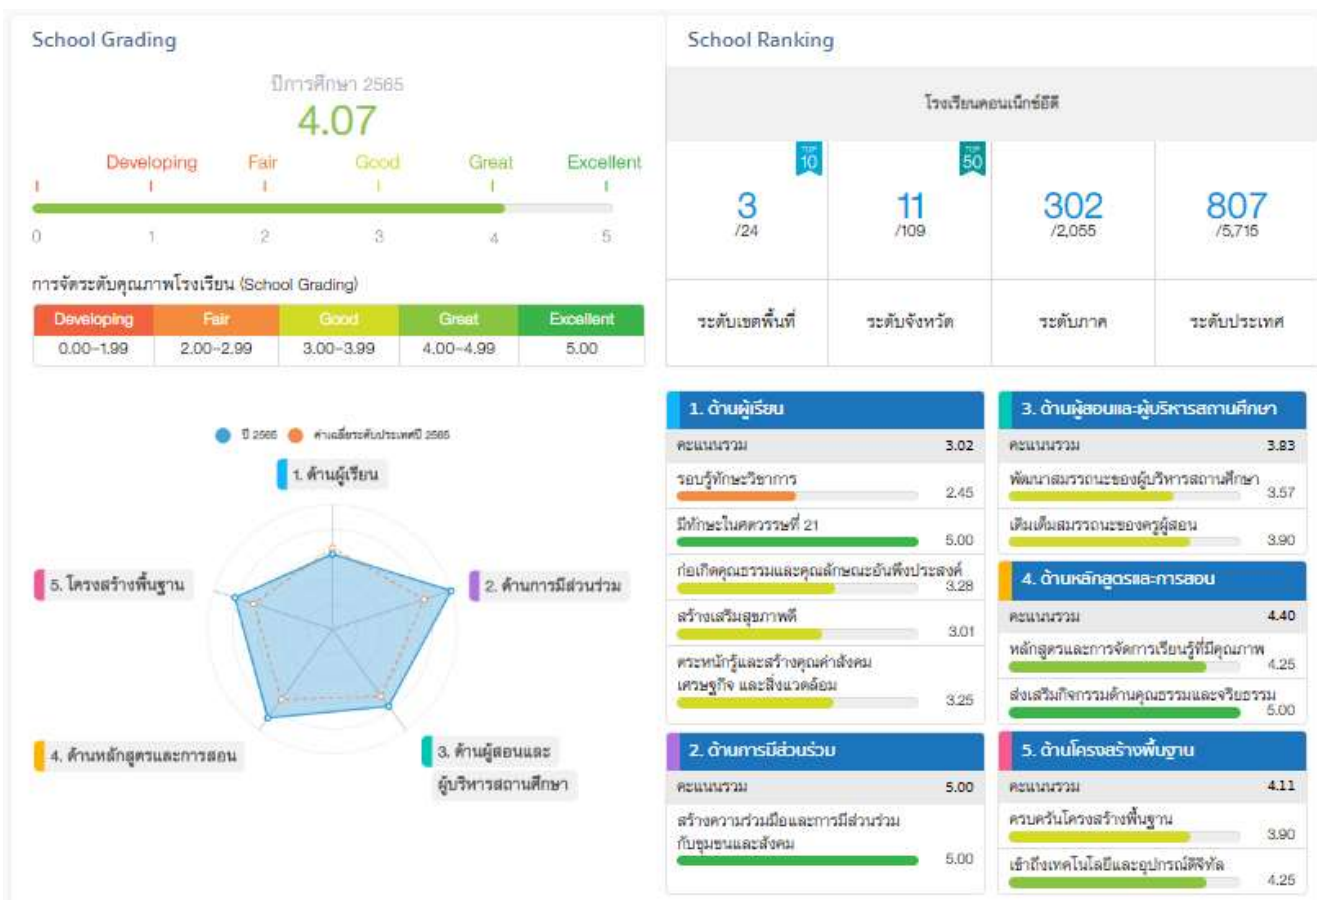 School Grading
ปีการศึกษา 2565
4.07
Developing Fair Good Great Excellent
0 1 2 3 4 5
การจัดระดับคุณภาพโรงเรียน (School Grading)
Developing Fair Good Great Excellent
0.00-1.99 2.00-2.99 3.00-3.99 4.00-4.99 5.00
School Ranking
โรงเรียนคอนเน็กซ์อีดี
TOP 10
TOP 50
3 11 302 807
/24 /109 /2,055 /5,715
ระดับเขตพื้นที่ ระดับจังหวัด ระดับภาค ระดับประเทศ
ปี 2565 ค่าเฉลี่ยระดับประเทศปี 2565
1. ด้านผู้เรียน
2. ด้านการมีส่วนร่วม
3. ด้านผู้สอนและ
ผู้บริหารสถานศึกษา
4. ด้านหลักสูตรและการสอน
5. โครงสร้างพื้นฐาน
1. ด้านผู้เรียน
คะแนนรวม 3.02
รอบรู้ทักษะวิชาการ
2.45
มีทักษะในศตวรรษที่ 21
5.00
ก่อเกิดคุณธรรมและคุณลักษณะอันพึงประสงค์
3.28
สร้างเสริมสุขภาพดี
3.01
ตระหนักรู้และสร้างคุณค่าสังคม
เศรษฐกิจ และสิ่งแวดล้อม
3.25
2. ด้านการมีส่วนร่วม
คะแนนรวม 5.00
สร้างความร่วมมือและการมีส่วนร่วม
กับชุมชนและสังคม
5.00
3. ด้านผู้สอนและผู้บริหารสถานศึกษา
คะแนนรวม 3.83
พัฒนาสมรรถนะของผู้บริหารสถานศึกษา
3.57
เติมเต็มสมรรถนะของครูผู้สอน
3.90
4. ด้านหลักสูตรและการสอน
คะแนนรวม 4.40
หลักสูตรและการจัดการเรียนรู้ที่มีคุณภาพ
4.25
ส่งเสริมกิจกรรมด้านคุณธรรมและจริยธรรม
5.00
5. ด้านโครงสร้างพื้นฐาน
คะแนนรวม 4.11
ครบครันโครงสร้างพื้นฐาน
3.90
เข้าถึงเทคโนโลยีและอุปกรณ์ดิจิทัล
4.25